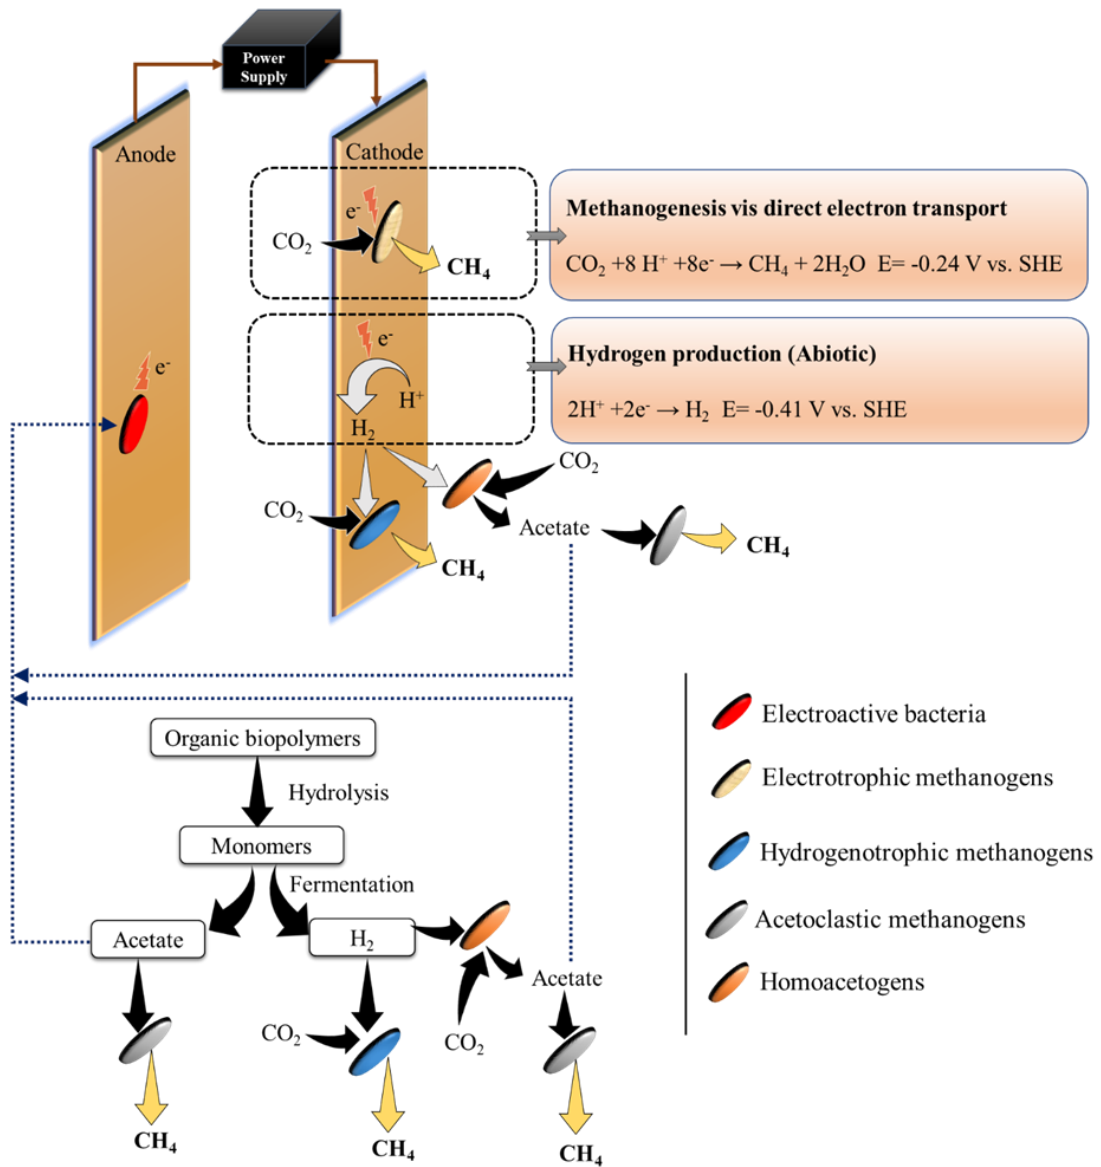 Power
Supply
Anode
Cathode
e⁻
CO₂
CH₄
Methanogenesis vis direct electron transport
CO₂ +8 H⁺ +8e⁻ → CH₄ + 2H₂O E= -0.24 V vs. SHE
e⁻
H⁺
H₂
Hydrogen production (Abiotic)
2H⁺ +2e⁻ → H₂ E= -0.41 V vs. SHE
e⁻
CO₂
CO₂
Acetate
CH₄
CH₄
Organic biopolymers
Hydrolysis
Monomers
Fermentation
Acetate
H₂
Acetate
CO₂
CO₂
CH₄
CH₄
CH₄
Electroactive bacteria
Electrotrophic methanogens
Hydrogenotrophic methanogens
Acetoclastic methanogens
Homoacetogens